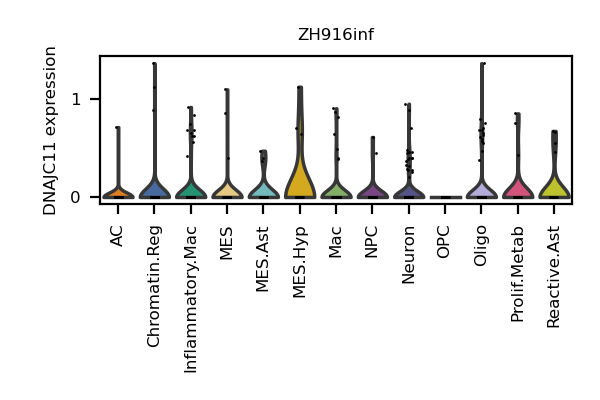 ZH916inf
DNAJC11 expression
1
0
AC
Chromatin.Reg
Inflammatory.Mac
MES
MES.Ast
MES.Hyp
Mac
NPC
Neuron
OPC
Oligo
Prolif.Metab
Reactive.Ast